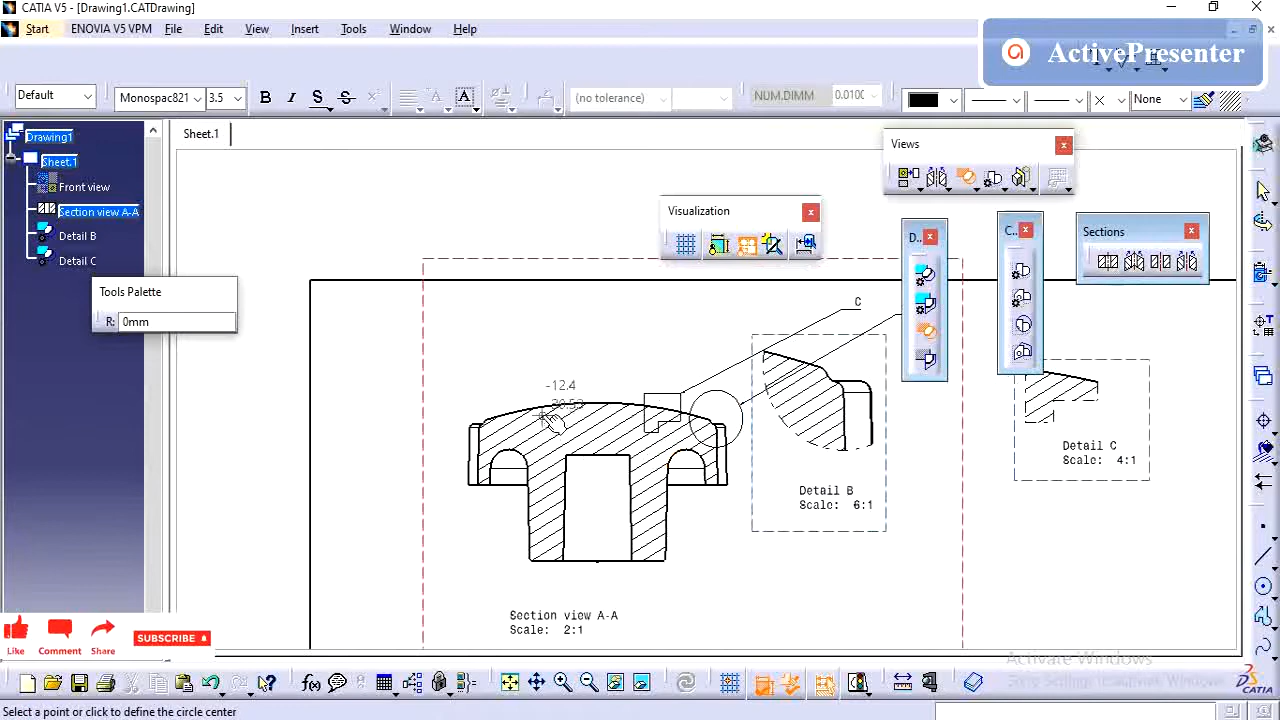 CATIA V5 - [Drawing1.CATDrawing]
Start ENOVIA V5 VPM File Edit View Insert Tools Window Help
ActivePresenter
Default Monospac821 3.5 B I S S (no tolerance) NUM.DIMM 0.0100 None
Drawing1
Sheet.1
Front view
Section view A-A
Detail B
Detail C
Sheet.1
Tools Palette
R: 0mm
Views
Visualization
D..
C..
Sections
C
-12.4
Detail B
Scale: 6:1
Detail C
Scale: 4:1
Section view A-A
Scale: 2:1
Like
Comment
Share
SUBSCRIBE
Activate Windows
CATIA
Select a point or click to define the circle center